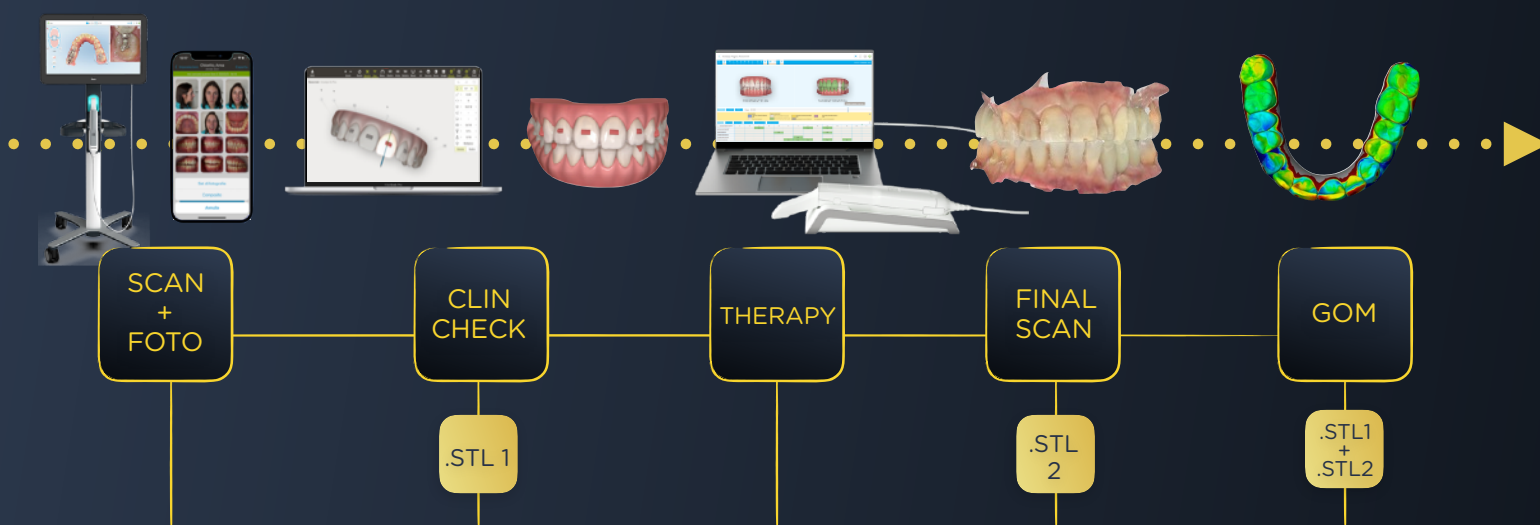 SCAN
+
FOTO
CLIN
CHECK
THERAPY
FINAL
SCAN
GOM
.STL 1
.STL
2
.STL1
+
.STL2